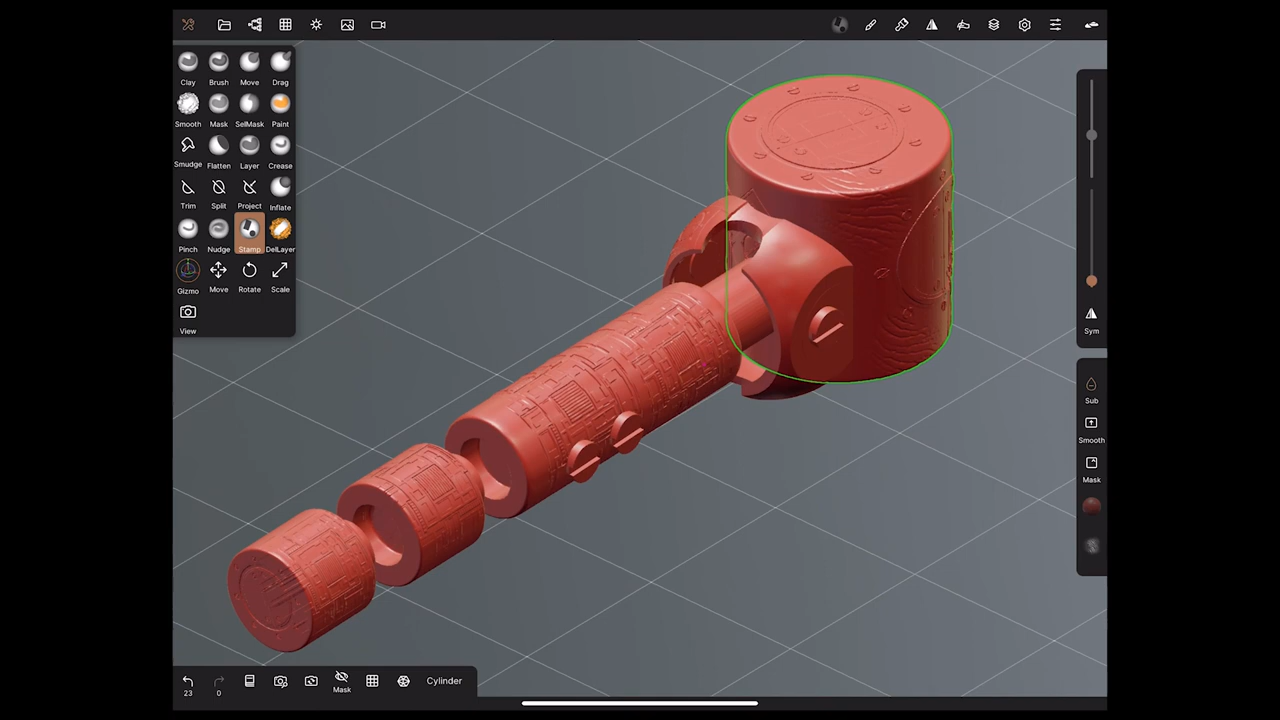 Clay Brush Move Drag
Smooth Mask SelMask Paint
Smudge Flatten Layer Crease
Trim Split Project Inflate
Pinch Nudge Stamp DelLayer
Gizmo Move Rotate Scale
View
Sym
Sub
Smooth
Mask
23 0 Mask Cylinder